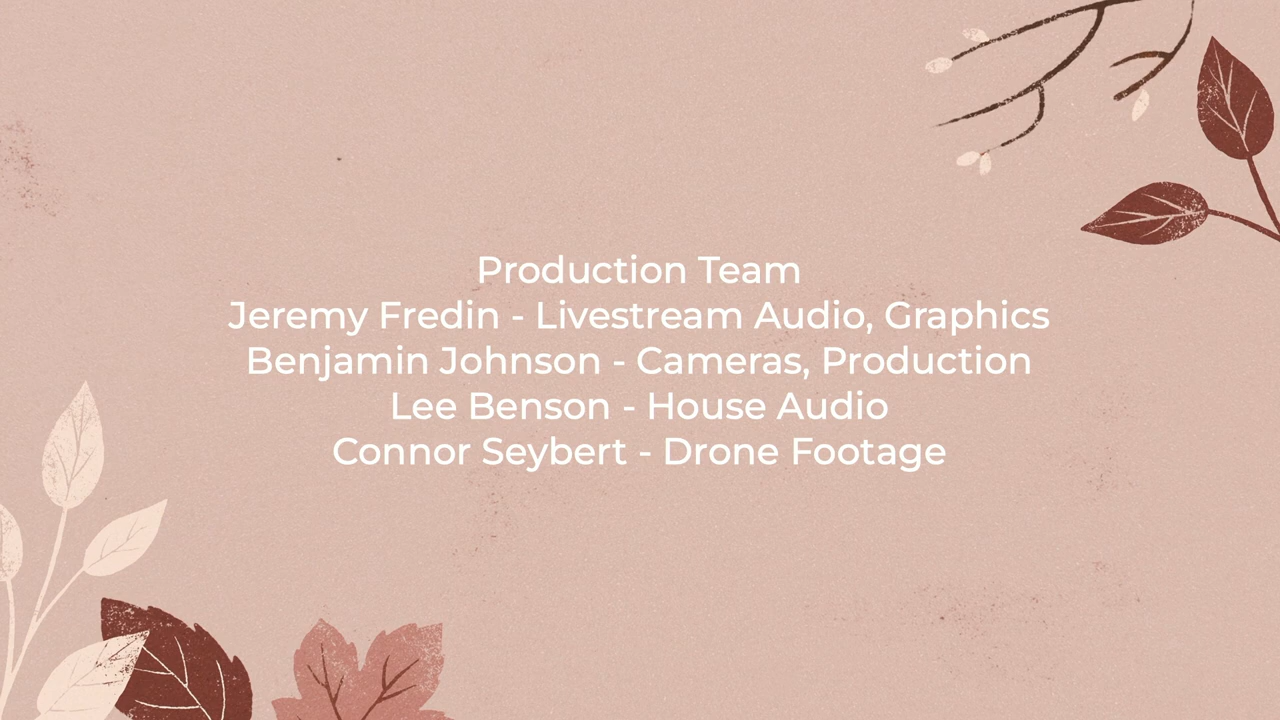 Production Team
Jeremy Fredin - Livestream Audio, Graphics
Benjamin Johnson - Cameras, Production
Lee Benson - House Audio
Connor Seybert - Drone Footage